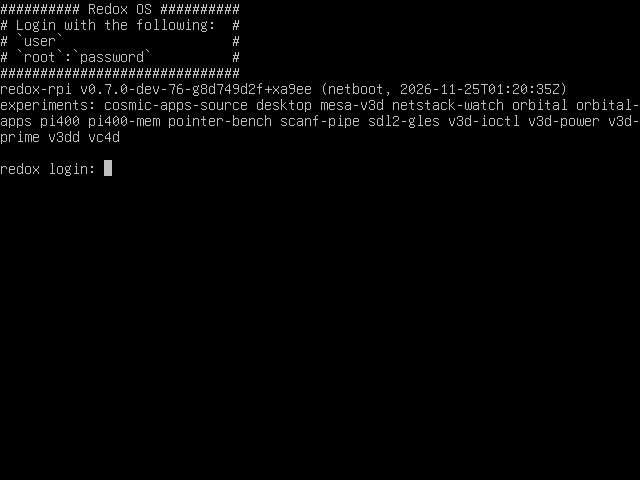 ########## Redox OS ##########
# Login with the following:  #
# `user`                     #
# `root`:`password`          #
##############################
redox-rpi v0.7.0-dev-76-g8d749d2f+xa9ee (netboot, 2026-11-25T01:20:35Z)
experiments: cosmic-apps-source desktop mesa-v3d netstack-watch orbital orbital-
apps pi400 pi400-mem pointer-bench scanf-pipe sdl2-gles v3d-ioctl v3d-power v3d-
prime v3dd vc4d
redox login: